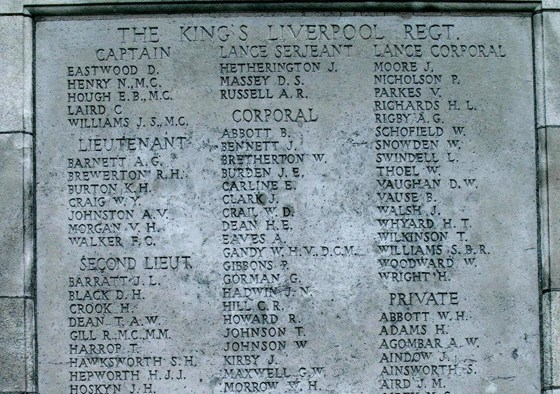 THE KING'S LIVERPOOL REGT.
CAPTAIN
EASTWOOD D.
HENRY N., M.C.
HOUGH E.B., M.C.
LAIRD C
WILLIAMS J.S., M.C.
LIEUTENANT
BARNETT A.G.
BREWERTON R.H.
BURTON K.H.
CRAIG W.Y.
JOHNSTON A.V.
MORGAN V.H.
WALKER F.C.
SECOND LIEUT.
BARRATT J.L.
BLACK D.H.
CROOK H.
DEAN T.A.W.
GILL R., M.C., M.M.
HARROP T.
HAWKSWORTH S.H.
HEPWORTH H.J.J.
HOSKYN J.H.
LANCE SERJEANT
HETHERINGTON J.
MASSEY D.S.
RUSSELL A.R.
CORPORAL
ABBOTT B.
BENNETT J.
BRETHERTON W.
BURDEN J.E.
CARLINE E.
CLARK J.
CRAIL W.D.
DEAN H.E.
EAVES A.
GANDY W.H.V., D.C.M.
GIBBONS P.
GORMAN G.
HADWIN J.N.
HILL C.R.
HOWARD R.
JOHNSON T.
JOHNSON W.
KIRBY J.
MAXWELL G.W.
MORROW W.H.
LANCE CORPORAL
MOORE J.
NICHOLSON P.
PARKES V.
RICHARDS H.L.
RIGBY A.G.
SCHOFIELD W.
SNOWDEN W.
SWINDELL L.
THOEL W.
VAUGHAN D.W.
VAUSE B.
WALSH J.
WHYARD H.T.
WILKINSON T.
WILLIAMS S.B.R.
WOODWARD W.
WRIGHT H.
PRIVATE
ABBOTT W.H.
ADAMS H.
AGOMBAR A.W.
AINDOW J.
AINSWORTH S.
AIRD J.M.